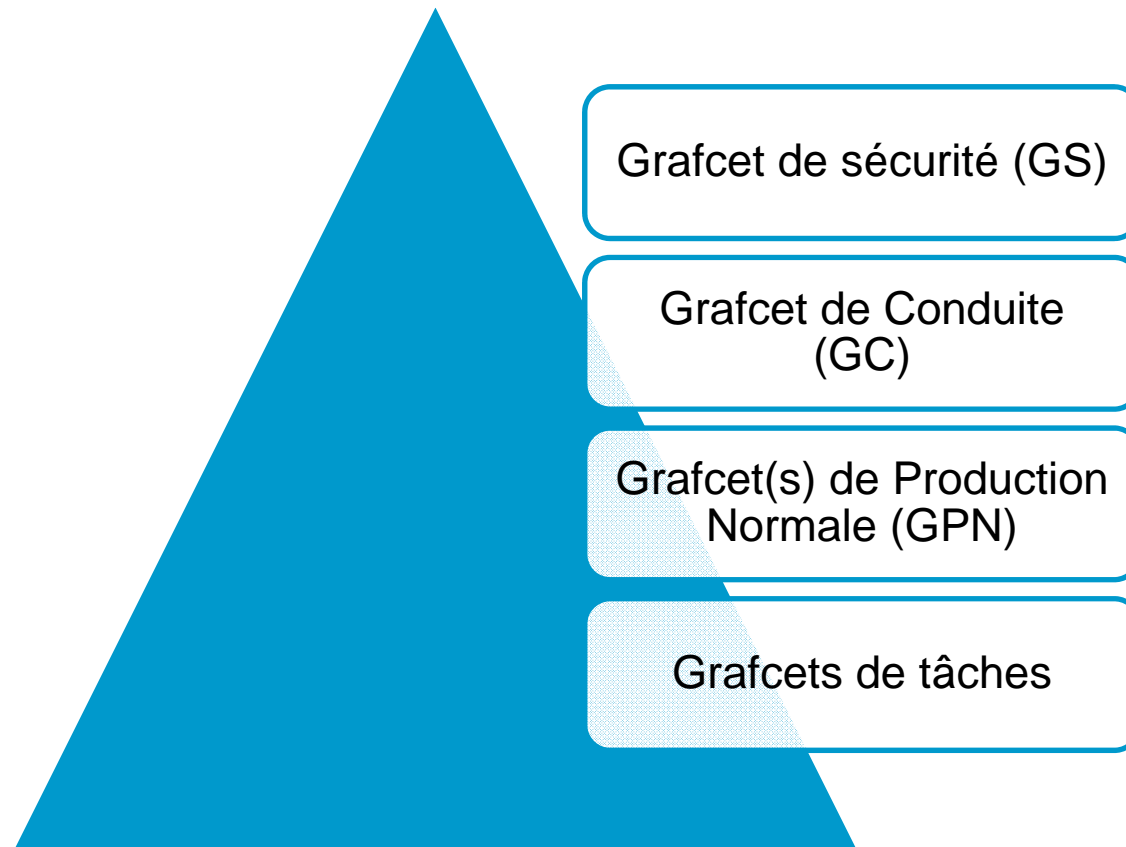 Grafcet de sécurité (GS)
Grafcet de Conduite
(GC)
Grafcet(s) de Production
Normale (GPN)
Grafcets de tâches